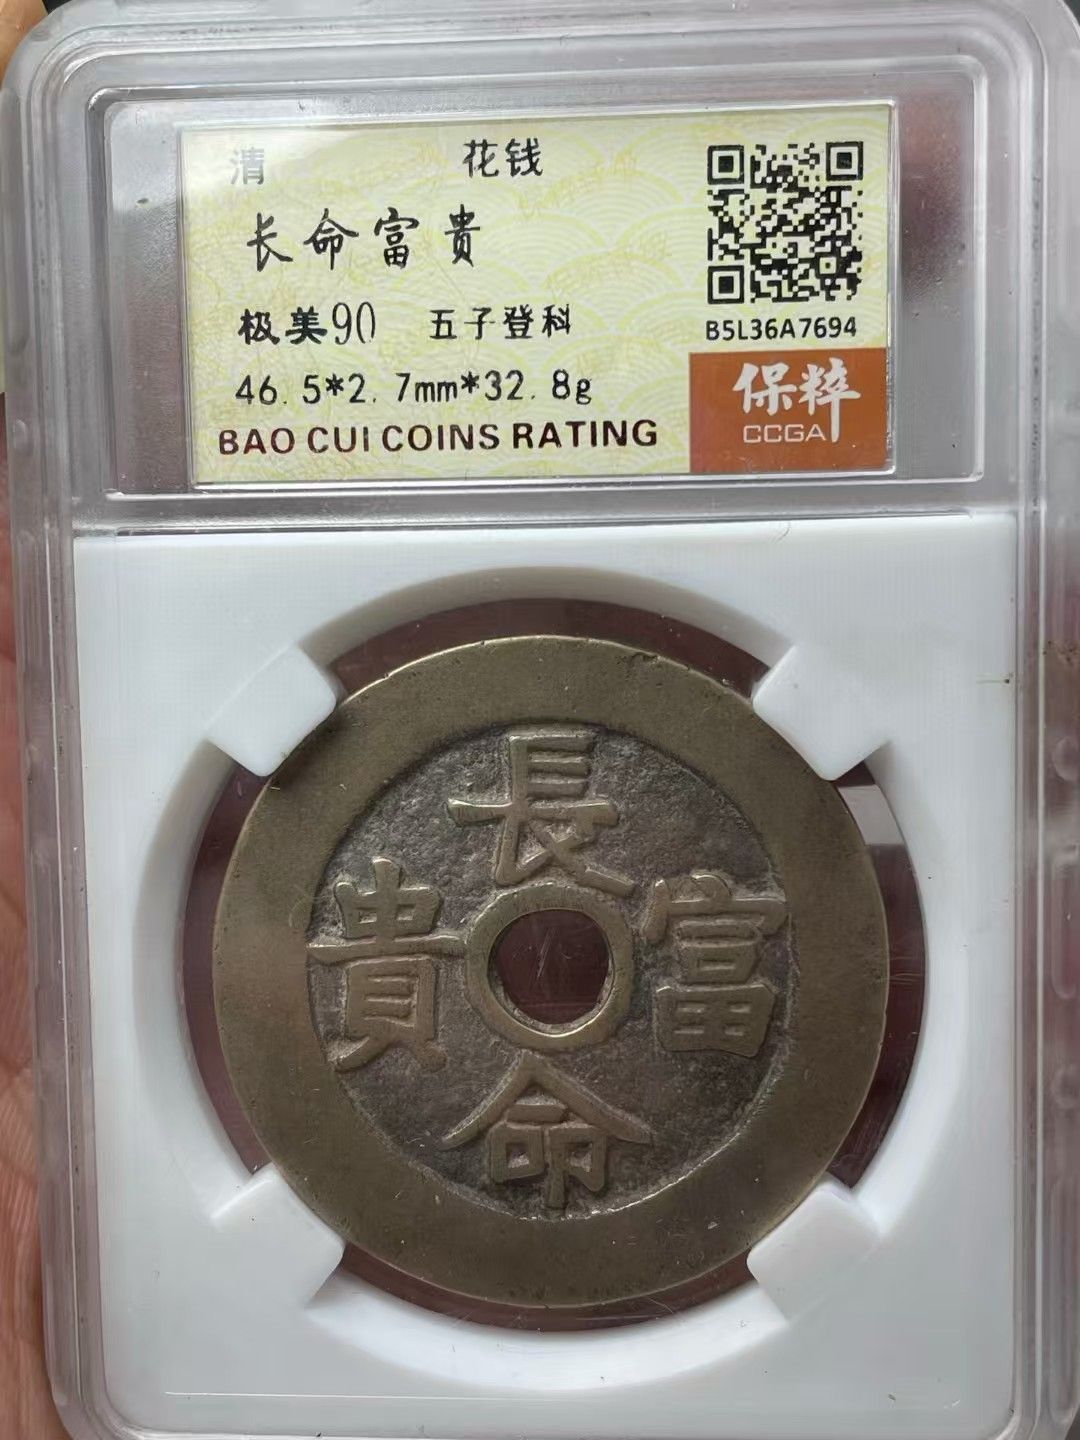 清 花钱
长命富貴
极美90 五子登科
46.5*2.7mm*32.8g
BAO CUI COINS RATING
B5L36A7694
保粹
CCGA
長
貴 富
命